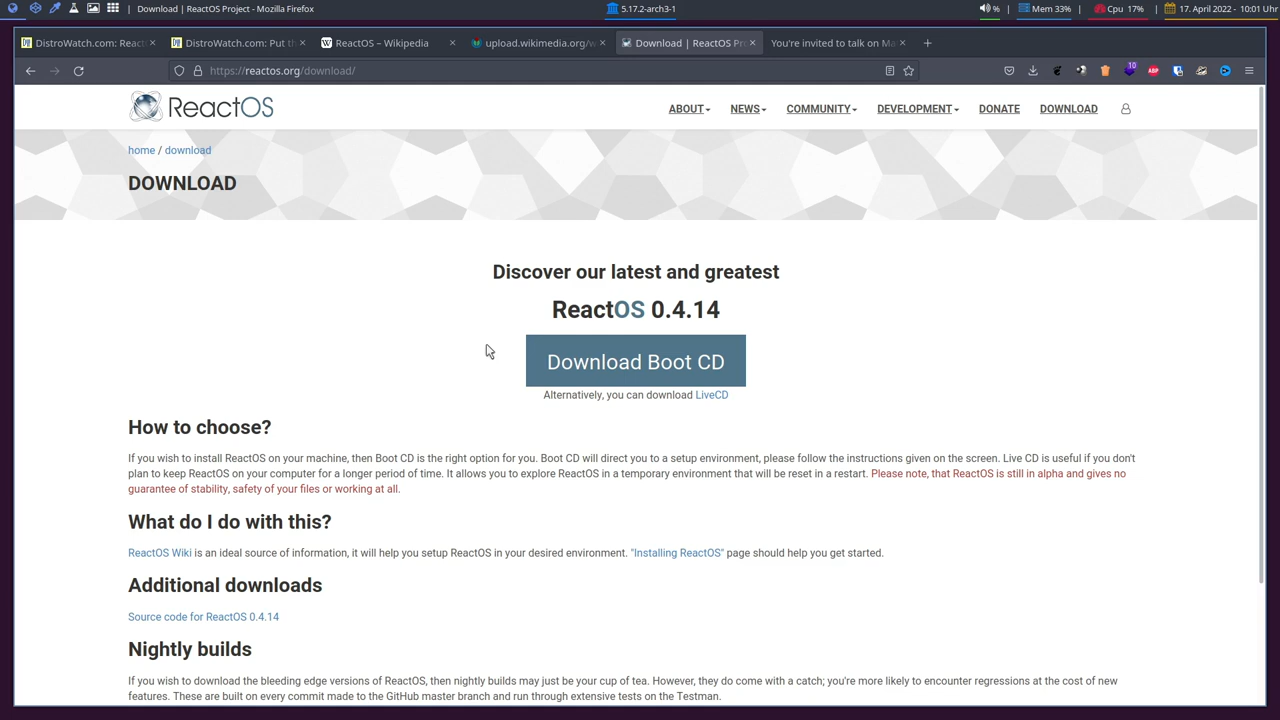 Download | ReactOS Project - Mozilla Firefox
5.17.2-arch3-1
%
Mem 33%
Cpu 17%
17. April 2022 - 10:01 Uhr
DistroWatch.com: React
DistroWatch.com: Put th
ReactOS – Wikipedia
upload.wikimedia.org/w
Download | ReactOS Pr
You're invited to talk on Ma
https://reactos.org/download/
10
ABP
ReactOS
ABOUT
NEWS
COMMUNITY
DEVELOPMENT
DONATE
DOWNLOAD
home / download
DOWNLOAD
Discover our latest and greatest
ReactOS 0.4.14
Download Boot CD
Alternatively, you can download LiveCD
How to choose?
If you wish to install ReactOS on your machine, then Boot CD is the right option for you. Boot CD will direct you to a setup environment, please follow the instructions given on the screen. Live CD is useful if you don't
plan to keep ReactOS on your computer for a longer period of time. It allows you to explore ReactOS in a temporary environment that will be reset in a restart. Please note, that ReactOS is still in alpha and gives no
guarantee of stability, safety of your files or working at all.
What do I do with this?
ReactOS Wiki is an ideal source of information, it will help you setup ReactOS in your desired environment. "Installing ReactOS" page should help you get started.
Additional downloads
Source code for ReactOS 0.4.14
Nightly builds
If you wish to download the bleeding edge versions of ReactOS, then nightly builds may just be your cup of tea. However, they do come with a catch; you're more likely to encounter regressions at the cost of new
features. These are built on every commit made to the GitHub master branch and run through extensive tests on the Testman.